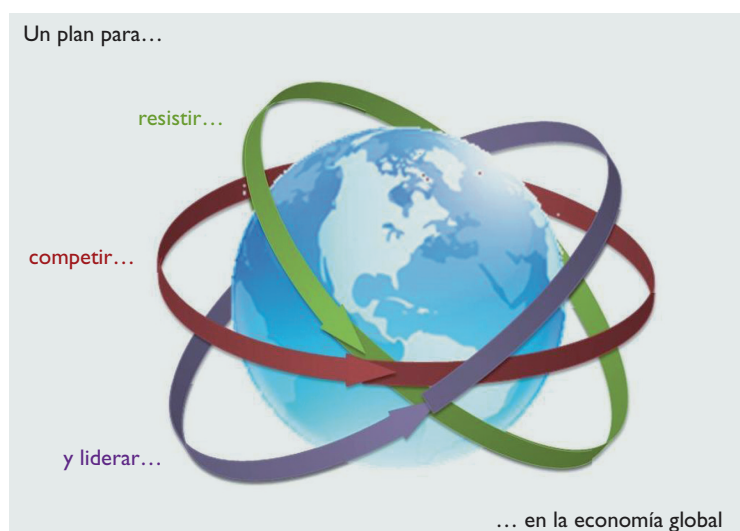 Un plan para…
resistir…
competir…
y liderar…
… en la economía global